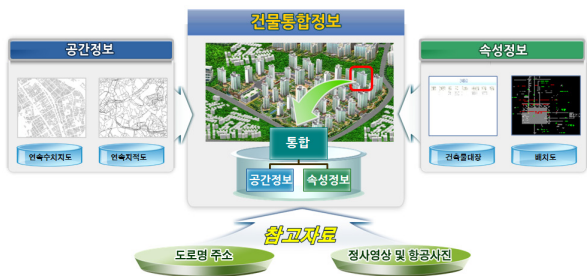 건물통합정보
공간정보
속성정보
연속수치지도
연속지적도
통합
공간정보
속성정보
건축물대장
배치도
참고자료
도로명 주소
정사영상 및 항공사진